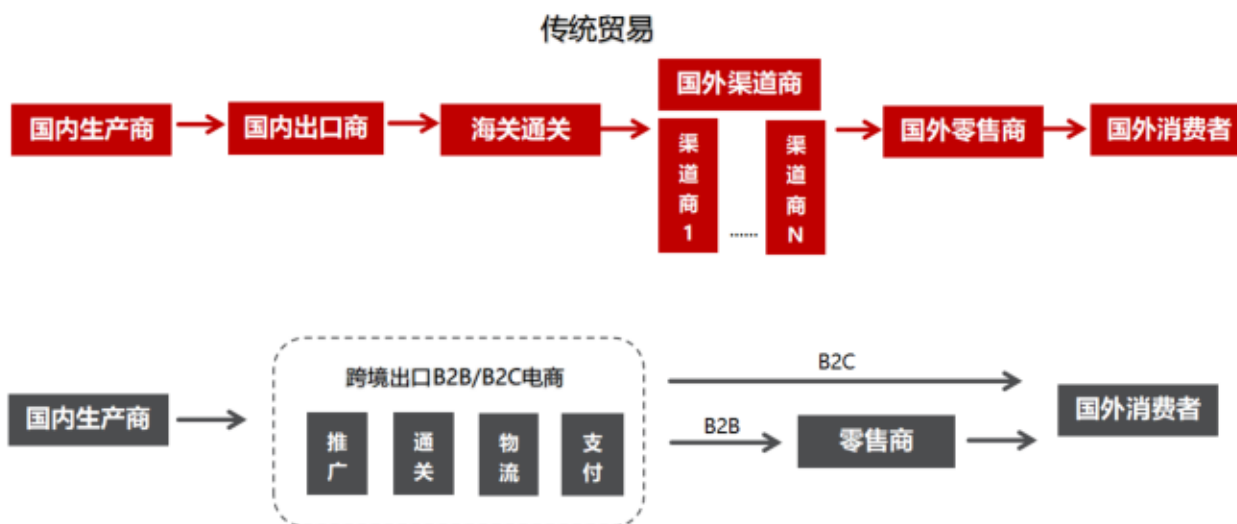 传统贸易
国内生产商
国内出口商
海关通关
国外渠道商
渠道商1
……
渠道商N
国外零售商
国外消费者
国内生产商
跨境出口B2B/B2C电商
推广
通关
物流
支付
B2C
B2B
零售商
国外消费者